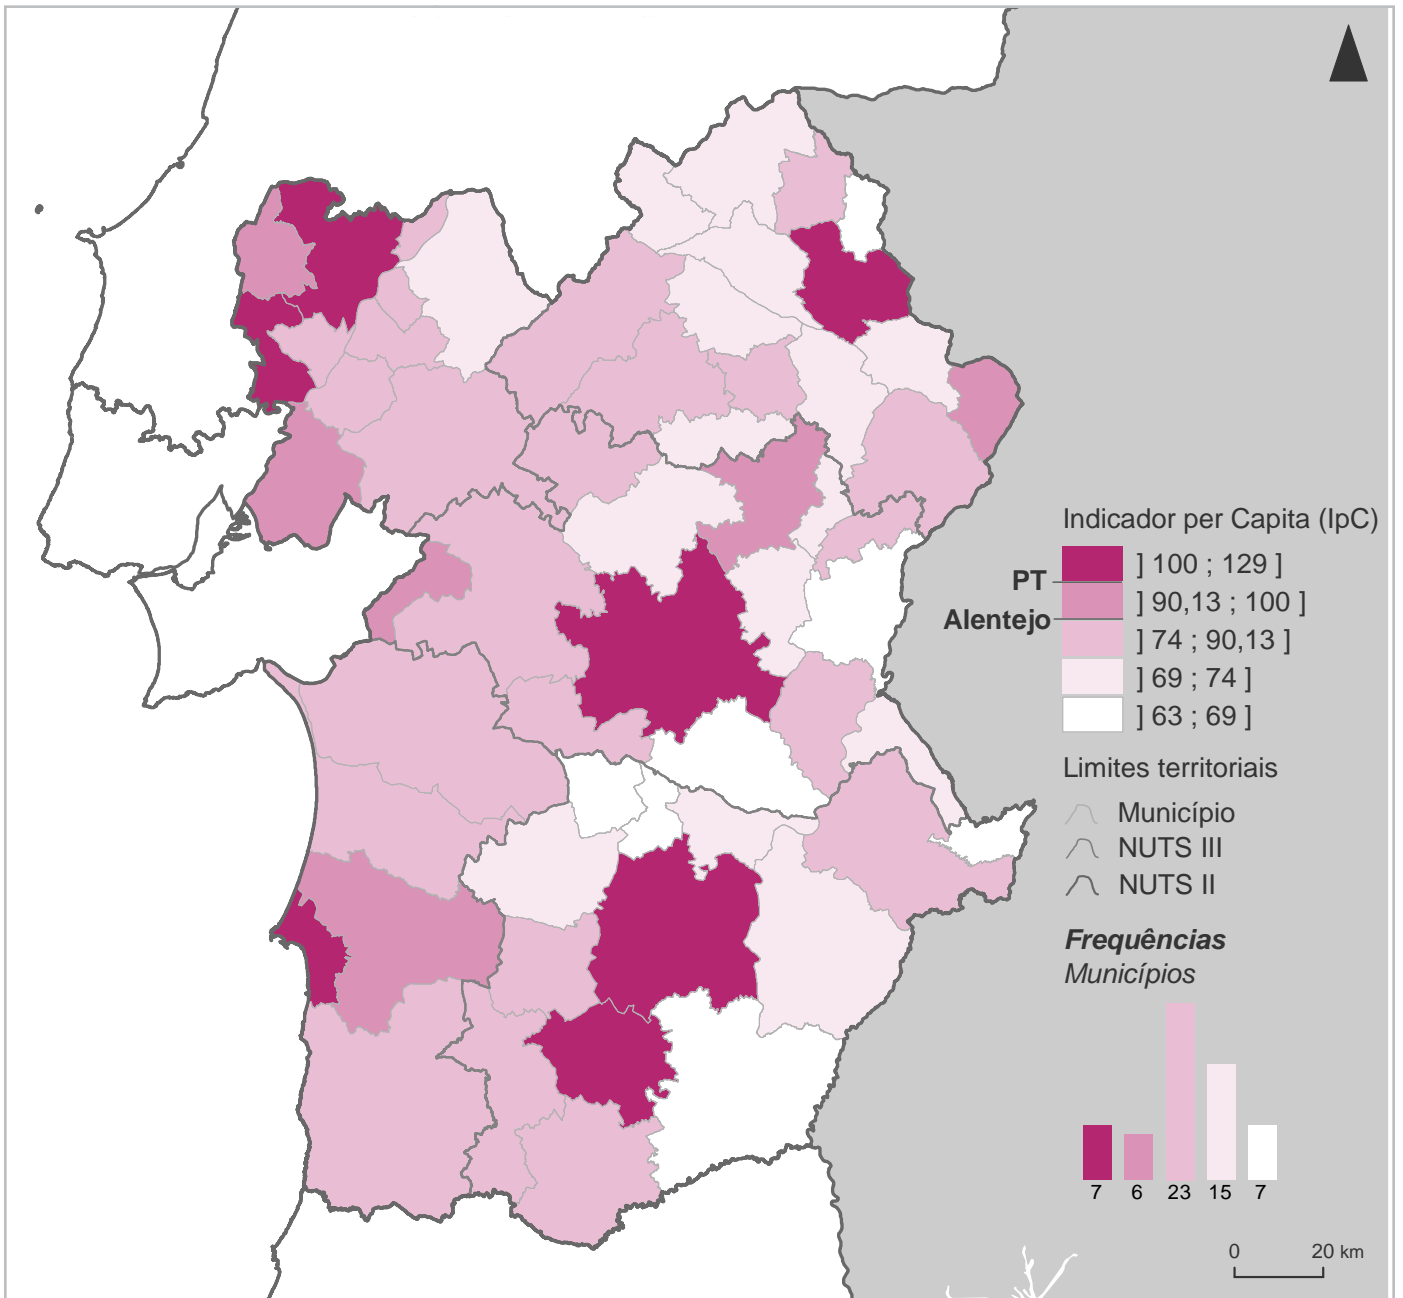 Indicador per Capita (IpC)
] 100 ; 129 ]
PT
] 90,13 ; 100 ]
Alentejo
] 74 ; 90,13 ]
] 69 ; 74 ]
] 63 ; 69 ]
Limites territoriais
Município
NUTS III
NUTS II
Frequências
Municípios
7 6 23 15 7
0 20 km